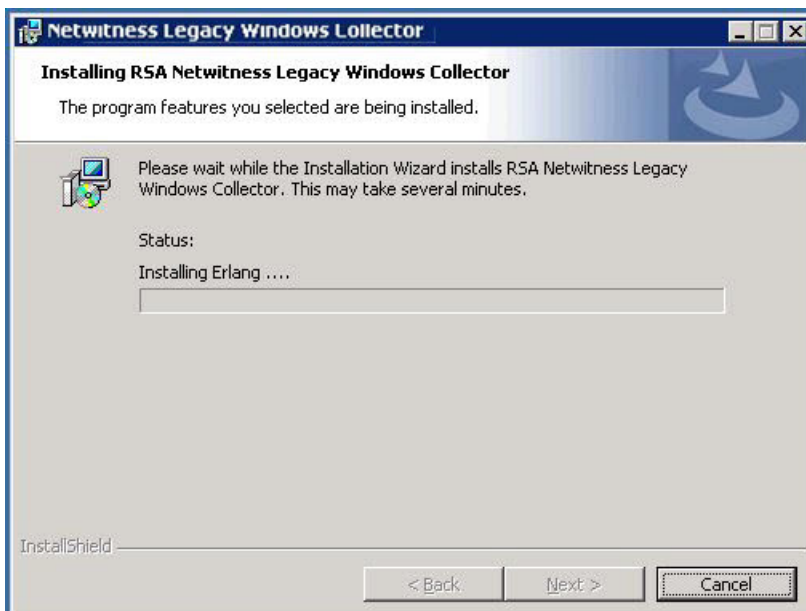 Netwitness Legacy Windows Lollector
Installing RSA Netwitness Legacy Windows Collector
The program features you selected are being installed.
Please wait while the Installation Wizard installs RSA Netwitness Legacy
Windows Collector. This may take several minutes.
Status:
Installing Erlang ....
InstallShield
< Back
Next >
Cancel